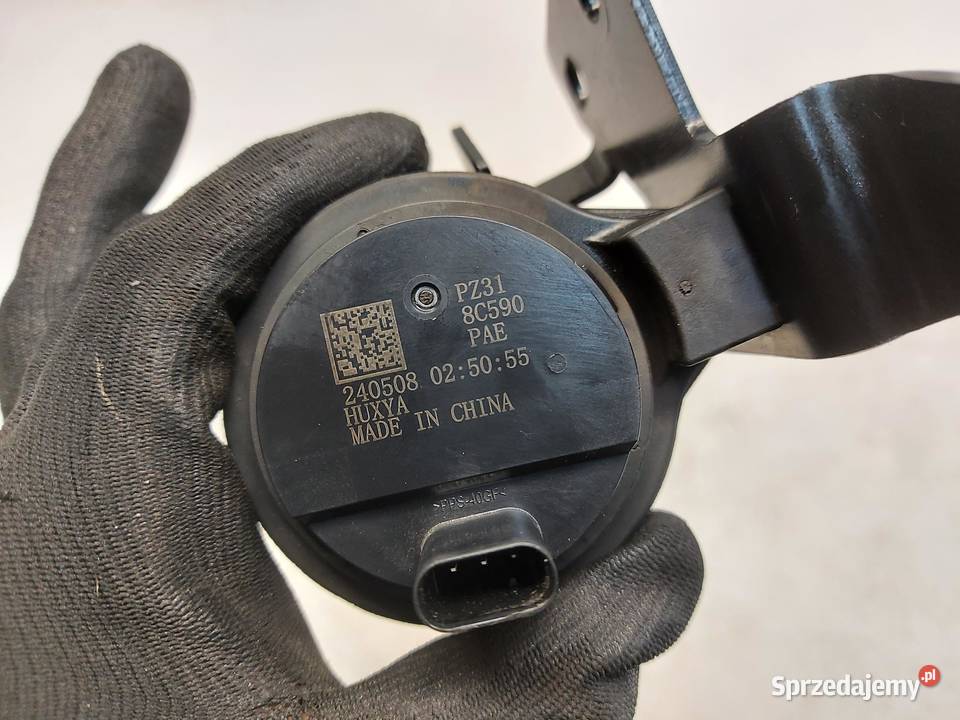 PZ31
8C590
PAE
240508 02:50:55
HUXYA
MADE IN CHINA
>PPS-40GF<
Sprzedajemy.pl